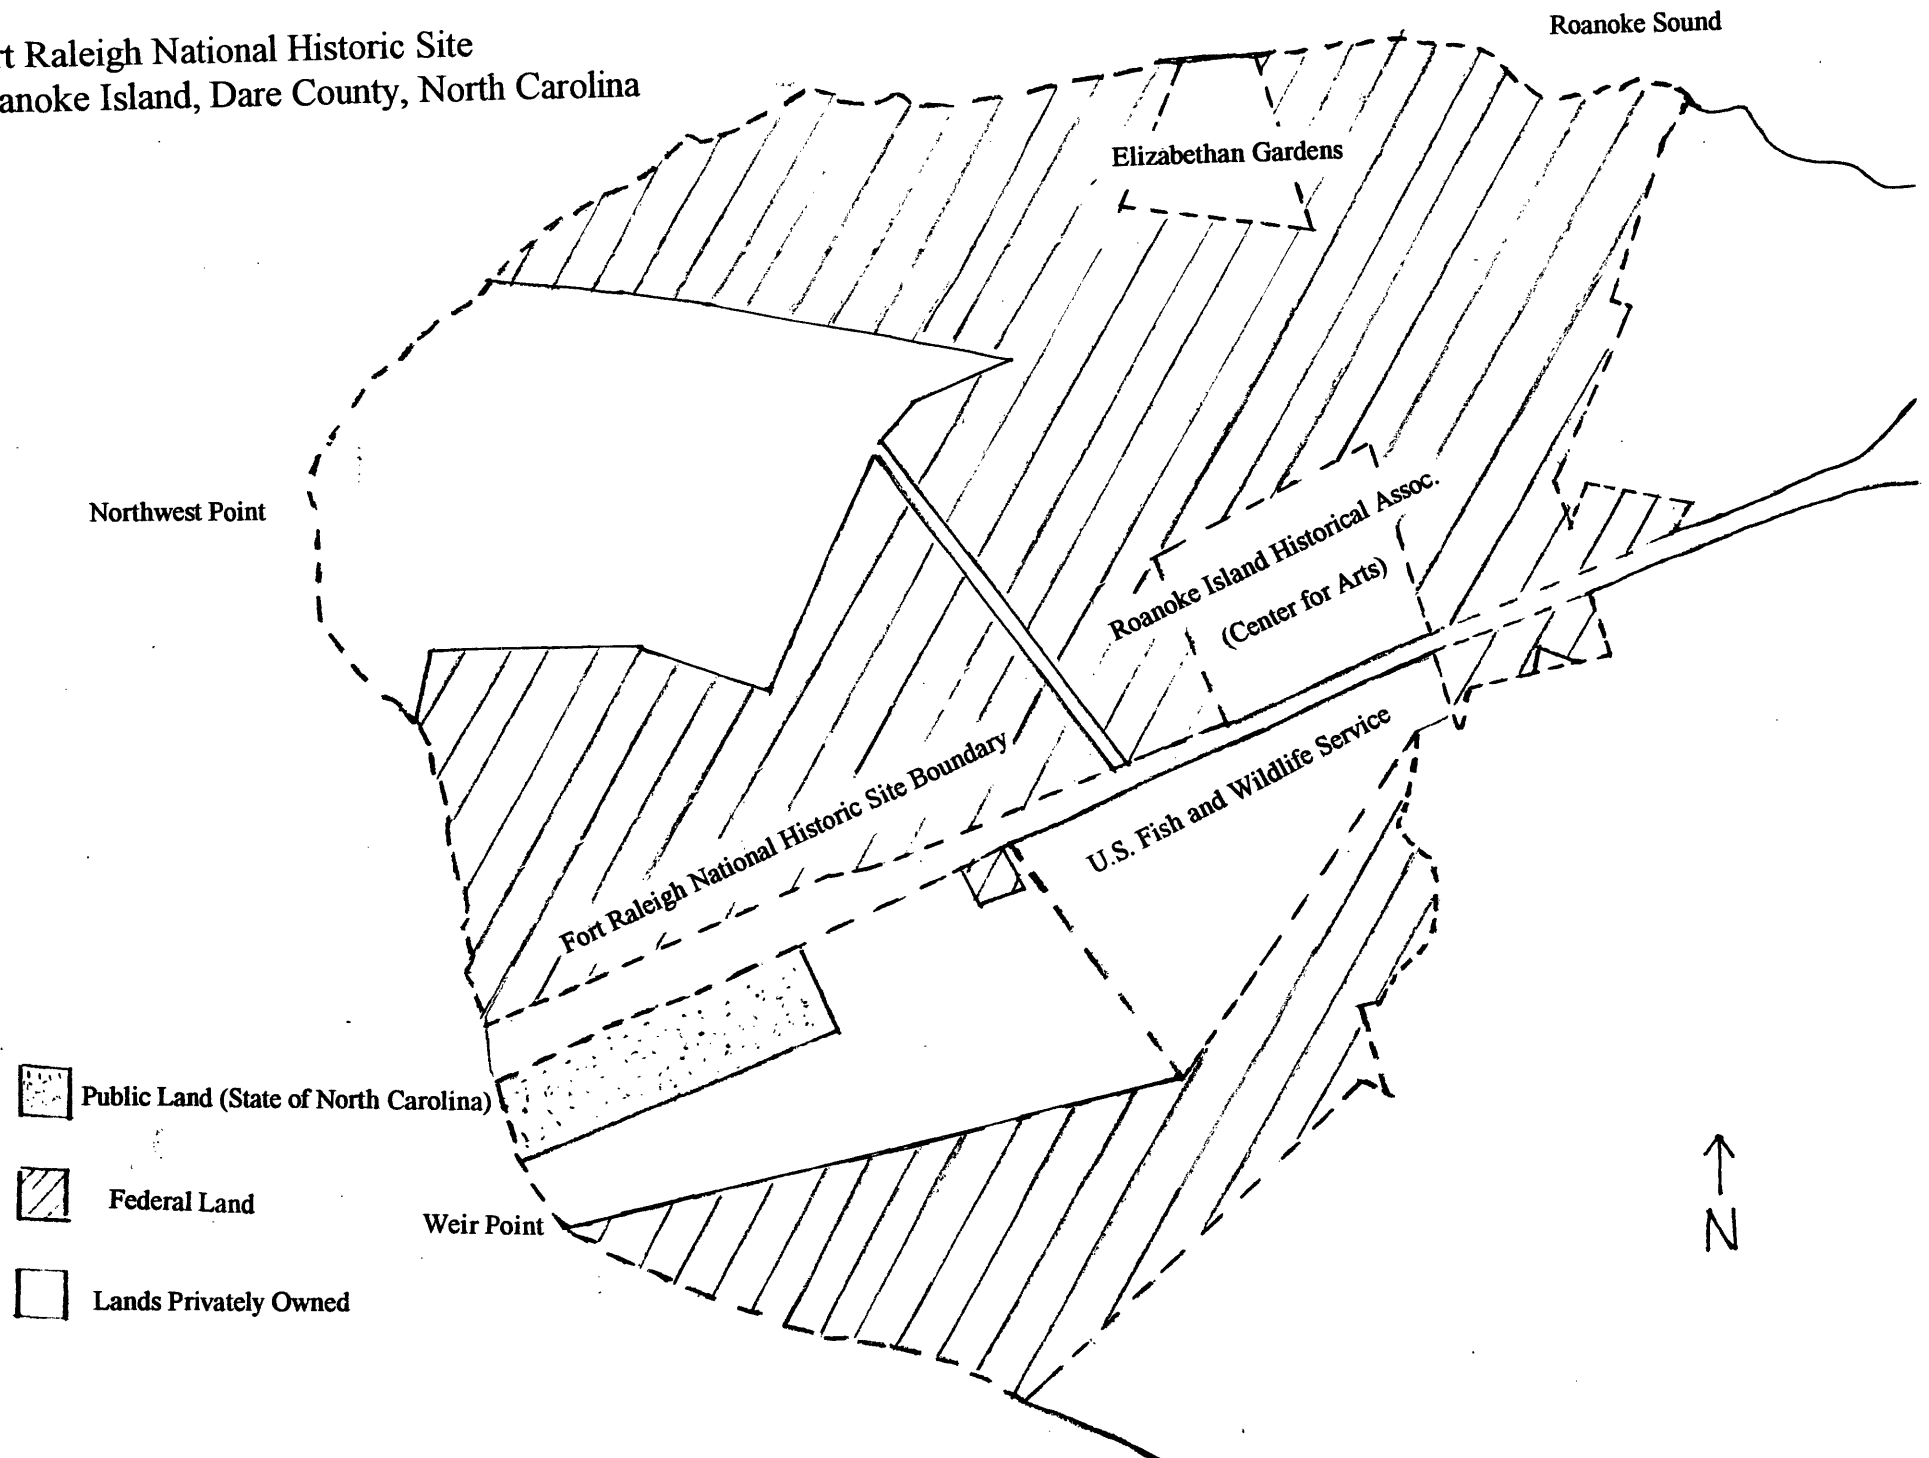 rt Raleigh National Historic Site
anoke Island, Dare County, North Carolina
Roanoke Sound
Elizabethan Gardens
Northwest Point
Roanoke Island Historical Assoc.
(Center for Arts)
Fort Raleigh National Historic Site Boundary
U.S. Fish and Wildlife Service
Public Land (State of North Carolina)
Federal Land
Lands Privately Owned
Weir Point
N